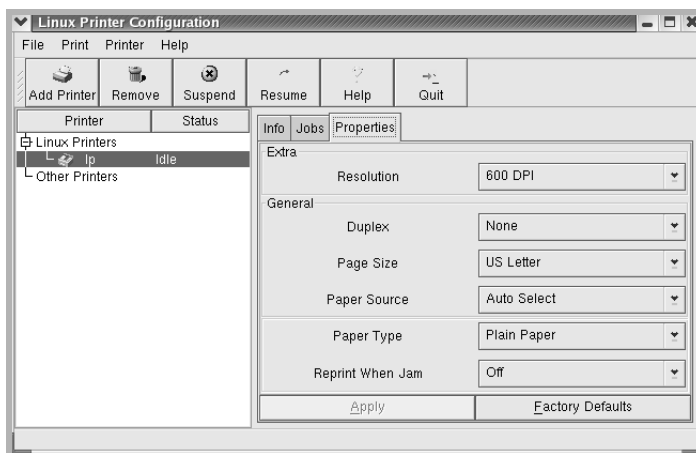 Linux Printer Configuration
File Print Printer Help
Add Printer Remove Suspend Resume Help Quit
Printer Status
Linux Printers
lp Idle
Other Printers
Info Jobs Properties
Extra
Resolution 600 DPI
General
Duplex None
Page Size US Letter
Paper Source Auto Select
Paper Type Plain Paper
Reprint When Jam Off
Apply Factory Defaults